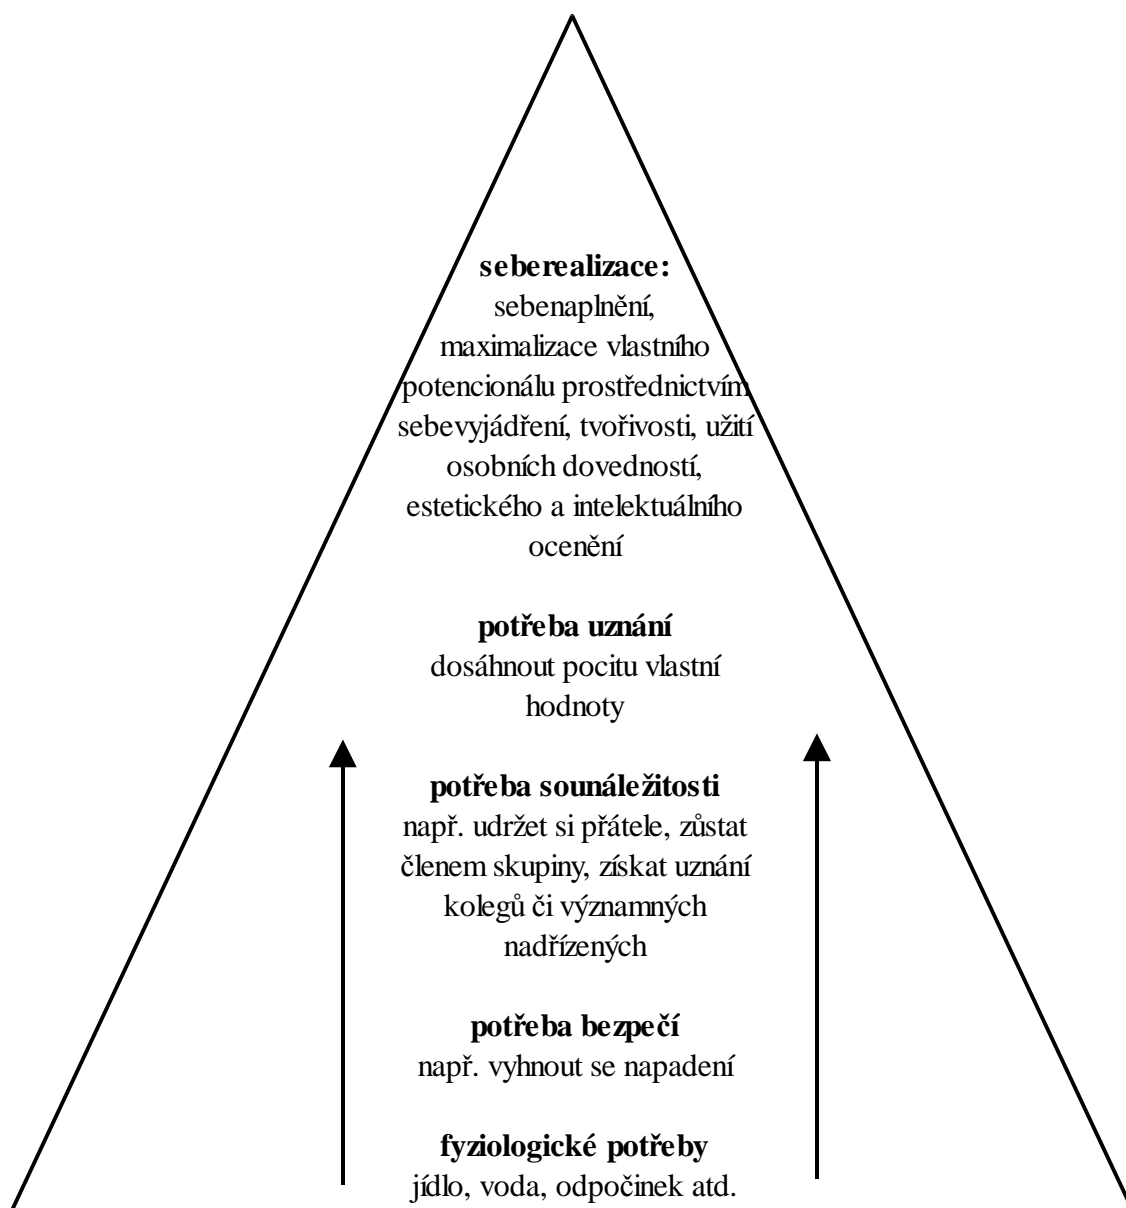 seberealizace:
sebenaplnění,
maximalizace vlastního
potencionálu prostřednictvím
sebevyjádření, tvořivosti, užití
osobních dovedností,
estetického a intelektuálního
ocenění
potřeba uznání
dosáhnout pocitu vlastní
hodnoty
potřeba sounáležitosti
např. udržet si přátele, zůstat
členem skupiny, získat uznání
kolegů či významných
nadřízených
potřeba bezpečí
např. vyhnout se napadení
fyziologické potřeby
jídlo, voda, odpočinek atd.